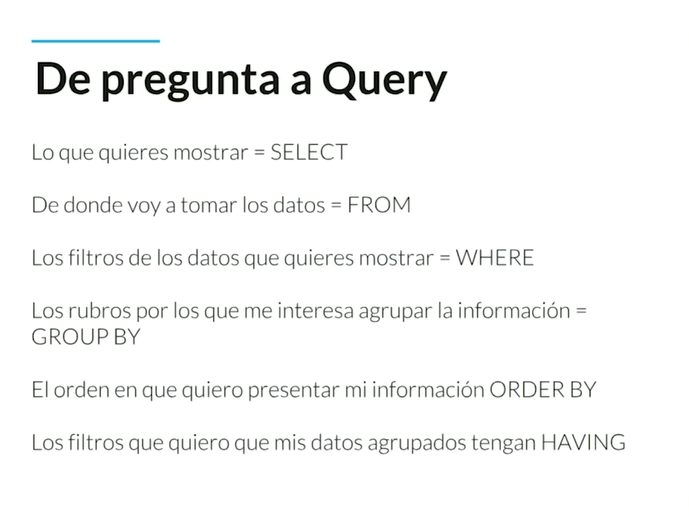 De pregunta a Query
Lo que quieres mostrar = SELECT
De donde voy a tomar los datos = FROM
Los filtros de los datos que quieres mostrar = WHERE
Los rubros por los que me interesa agrupar la información =
GROUP BY
El orden en que quiero presentar mi información ORDER BY
Los filtros que quiero que mis datos agrupados tengan HAVING